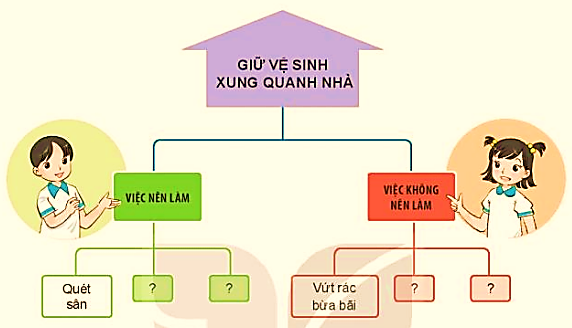 GIỮ VỆ SINH
XUNG QUANH NHÀ
VIỆC NÊN LÀM
VIỆC KHÔNG
NÊN LÀM
Quét
sân
?
?
Vứt rác
bừa bãi
?
?